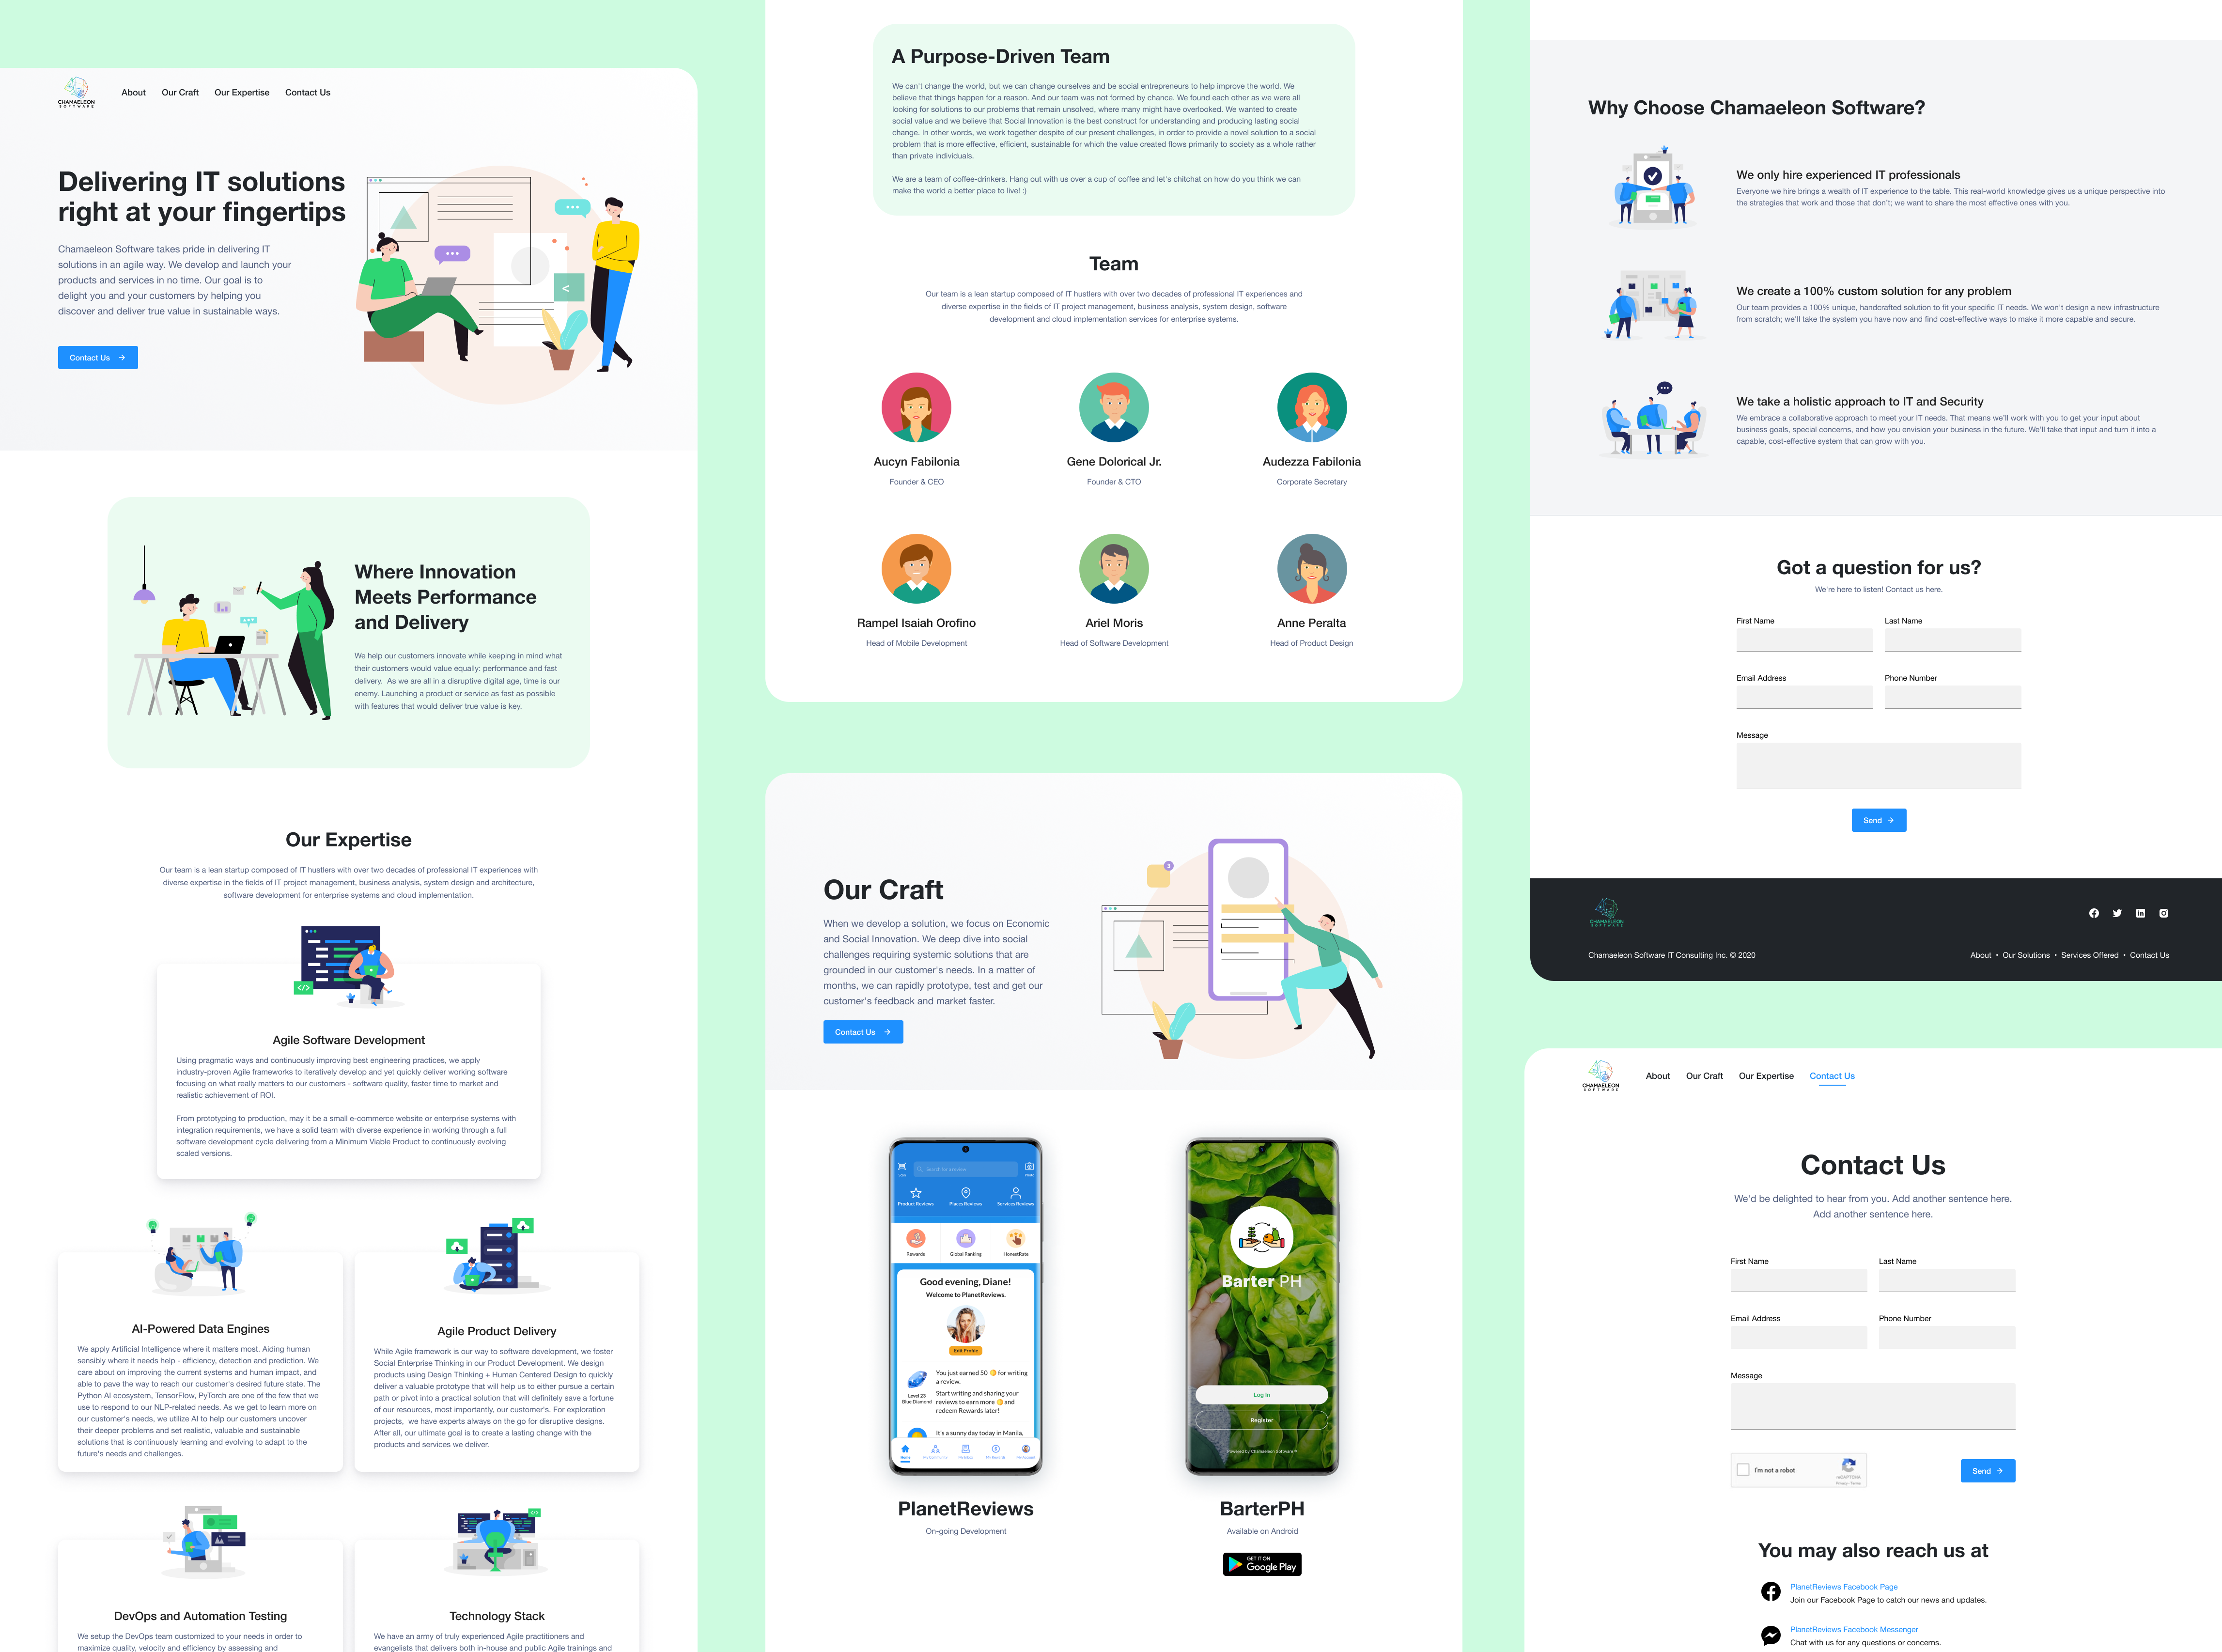 CHAMAELEON
SOFTWARE
About
Our Craft
Our Expertise
Contact Us
Delivering IT solutions
right at your fingertips
Chamaeleon Software takes pride in delivering IT
solutions in an agile way. We develop and launch your
products and services in no time. Our goal is to
delight you and your customers by helping you
discover and deliver true value in sustainable ways.
Contact Us
Where Innovation
Meets Performance
and Delivery
We help our customers innovate while keeping in mind what
their customers would value equally: performance and fast
delivery.  As we are all in a disruptive digital age, time is our
enemy. Launching a product or service as fast as possible
with features that would deliver true value is key.
Our Expertise
Our team is a lean startup composed of IT hustlers with over two decades of professional IT experiences with
diverse expertise in the fields of IT project management, business analysis, system design and architecture,
software development for enterprise systems and cloud implementation.
</>
Agile Software Development
Using pragmatic ways and continuously improving best engineering practices, we apply
industry-proven Agile frameworks to iteratively develop and yet quickly deliver working software
focusing on what really matters to our customers - software quality, faster time to market and
realistic achievement of ROI.
From prototyping to production, may it be a small e-commerce website or enterprise systems with
integration requirements, we have a solid team with diverse experience in working through a full
software development cycle delivering from a Minimum Viable Product to continuously evolving
scaled versions.
AI-Powered Data Engines
We apply Artificial Intelligence where it matters most. Aiding human
sensibly where it needs help - efficiency, detection and prediction. We
care about on improving the current systems and human impact, and
able to pave the way to reach our customer's desired future state. The
Python AI ecosystem, TensorFlow, PyTorch are one of the few that we
use to respond to our NLP-related needs. As we get to learn more on
our customer's needs, we utilize AI to help our customers uncover
their deeper problems and set realistic, valuable and sustainable
solutions that is continuously learning and evolving to adapt to the
future's needs and challenges.
Agile Product Delivery
While Agile framework is our way to software development, we foster
Social Enterprise Thinking in our Product Development. We design
products using Design Thinking + Human Centered Design to quickly
deliver a valuable prototype that will help us to either pursue a certain
path or pivot into a practical solution that will definitely save a fortune
of our resources, most importantly, our customer's. For exploration
projects,  we have experts always on the go for disruptive designs.
After all, our ultimate goal is to create a lasting change with the
products and services we deliver.
DevOps and Automation Testing
We setup the DevOps team customized to your needs in order to
maximize quality, velocity and efficiency by assessing and
</>
Technology Stack
We have an army of truly experienced Agile practitioners and
evangelists that delivers both in-house and public Agile trainings and
A Purpose-Driven Team
We can't change the world, but we can change ourselves and be social entrepreneurs to help improve the world. We
believe that things happen for a reason. And our team was not formed by chance. We found each other as we were all
looking for solutions to our problems that remain unsolved, where many might have overlooked. We wanted to create
social value and we believe that Social Innovation is the best construct for understanding and producing lasting social
change. In other words, we work together despite of our present challenges, in order to provide a novel solution to a social
problem that is more effective, efficient, sustainable for which the value created flows primarily to society as a whole rather
than private individuals.
We are a team of coffee-drinkers. Hang out with us over a cup of coffee and let's chitchat on how do you think we can
make the world a better place to live! :)
Team
Our team is a lean startup composed of IT hustlers with over two decades of professional IT experiences and
diverse expertise in the fields of IT project management, business analysis, system design, software
development and cloud implementation services for enterprise systems.
Aucyn Fabilonia
Founder & CEO
Gene Dolorical Jr.
Founder & CTO
Audezza Fabilonia
Corporate Secretary
Rampel Isaiah Orofino
Head of Mobile Development
Ariel Moris
Head of Software Development
Anne Peralta
Head of Product Design
Our Craft
When we develop a solution, we focus on Economic
and Social Innovation. We deep dive into social
challenges requiring systemic solutions that are
grounded in our customer's needs. In a matter of
months, we can rapidly prototype, test and get our
customer's feedback and market faster.
Contact Us
3
Scan
Photo
Product Reviews
Places Reviews
Services Reviews
Rewards
Global Ranking
HonestRate
Good evening, Diane!
Welcome to PlanetReviews.
Edit Profile
Level 23
Blue Diamond
You just earned 50 for writing
a review.
Start writing and sharing your
reviews to earn more and
redeem Rewards later!
It's a sunny day today in Manila,
Home
PlanetReviews
On-going Development
Barter PH
Log In
Register
Powered by Chamaeleon Software®
BarterPH
Available on Android
GET IT ON
Google Play
Why Choose Chamaeleon Software?
We only hire experienced IT professionals
Everyone we hire brings a wealth of IT experience to the table. This real-world knowledge gives us a unique perspective into
the strategies that work and those that don't; we want to share the most effective ones with you.
We create a 100% custom solution for any problem
Our team provides a 100% unique, handcrafted solution to fit your specific IT needs. We won't design a new infrastructure
from scratch; we'll take the system you have now and find cost-effective ways to make it more capable and secure.
We take a holistic approach to IT and Security
We embrace a collaborative approach to meet your IT needs. That means we'll work with you to get your input about
business goals, special concerns, and how you envision your business in the future. We'll take that input and turn it into a
capable, cost-effective system that can grow with you.
Got a question for us?
We're here to listen! Contact us here.
First Name
Last Name
Email Address
Phone Number
Message
Send
CHAMAELEON
SOFTWARE
Chamaeleon Software IT Consulting Inc. © 2020
About • Our Solutions • Services Offered • Contact Us
CHAMAELEON
SOFTWARE
About
Our Craft
Our Expertise
Contact Us
Contact Us
We'd be delighted to hear from you. Add another sentence here.
Add another sentence here.
First Name
Last Name
Email Address
Phone Number
Message
I'm not a robot
reCAPTCHA
Privacy - Terms
Send
You may also reach us at
PlanetReviews Facebook Page
Join our Facebook Page to catch our news and updates.
PlanetReviews Facebook Messenger
Chat with us for any questions or concerns.